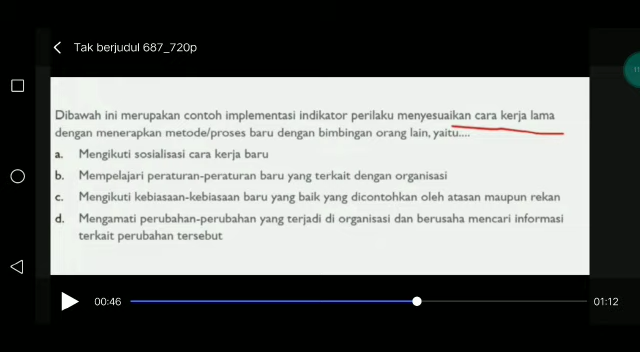 Tak berjudul 687_720p
Dibawah ini merupakan contoh implementasi indikator perilaku menyesuaikan cara kerja lama
dengan menerapkan metode/proses baru dengan bimbingan orang lain, yaitu....
a. Mengikuti sosialisasi cara kerja baru
b. Mempelajari peraturan-peraturan baru yang terkait dengan organisasi
c. Mengikuti kebiasaan-kebiasaan baru yang baik yang dicontohkan oleh atasan maupun rekan
d. Mengamati perubahan-perubahan yang terjadi di organisasi dan berusaha mencari informasi
terkait perubahan tersebut
00:46 01:12